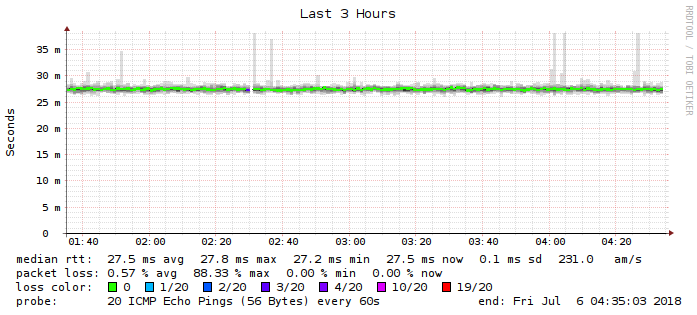 Last 3 Hours
RRDTOOL / TOBI OETIKER
Seconds
35 m
30 m
25 m
20 m
15 m
10 m
5 m
0
01:40 02:00 02:20 02:40 03:00 03:20 03:40 04:00 04:20
median rtt: 27.5 ms avg 27.8 ms max 27.2 ms min 27.5 ms now 0.1 ms sd 231.0 am/s
packet loss: 0.57 % avg 88.33 % max 0.00 % min 0.00 % now
loss color: 0 1/20 2/20 3/20 4/20 10/20 19/20
probe: 20 ICMP Echo Pings (56 Bytes) every 60s end: Fri Jul 6 04:35:03 2018